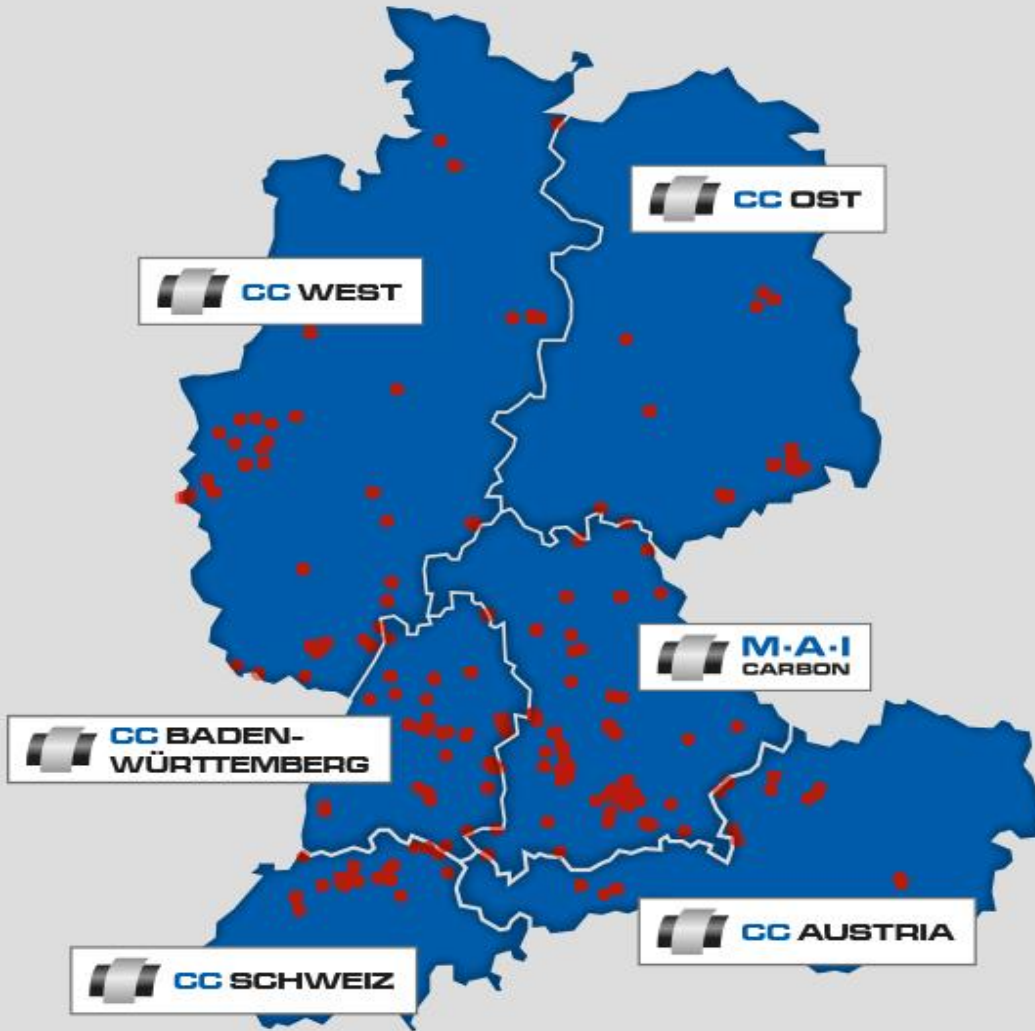 CC OST
CC WEST
M·A·I
CARBON
CC BADEN-
WÜRTTEMBERG
CC AUSTRIA
CC SCHWEIZ